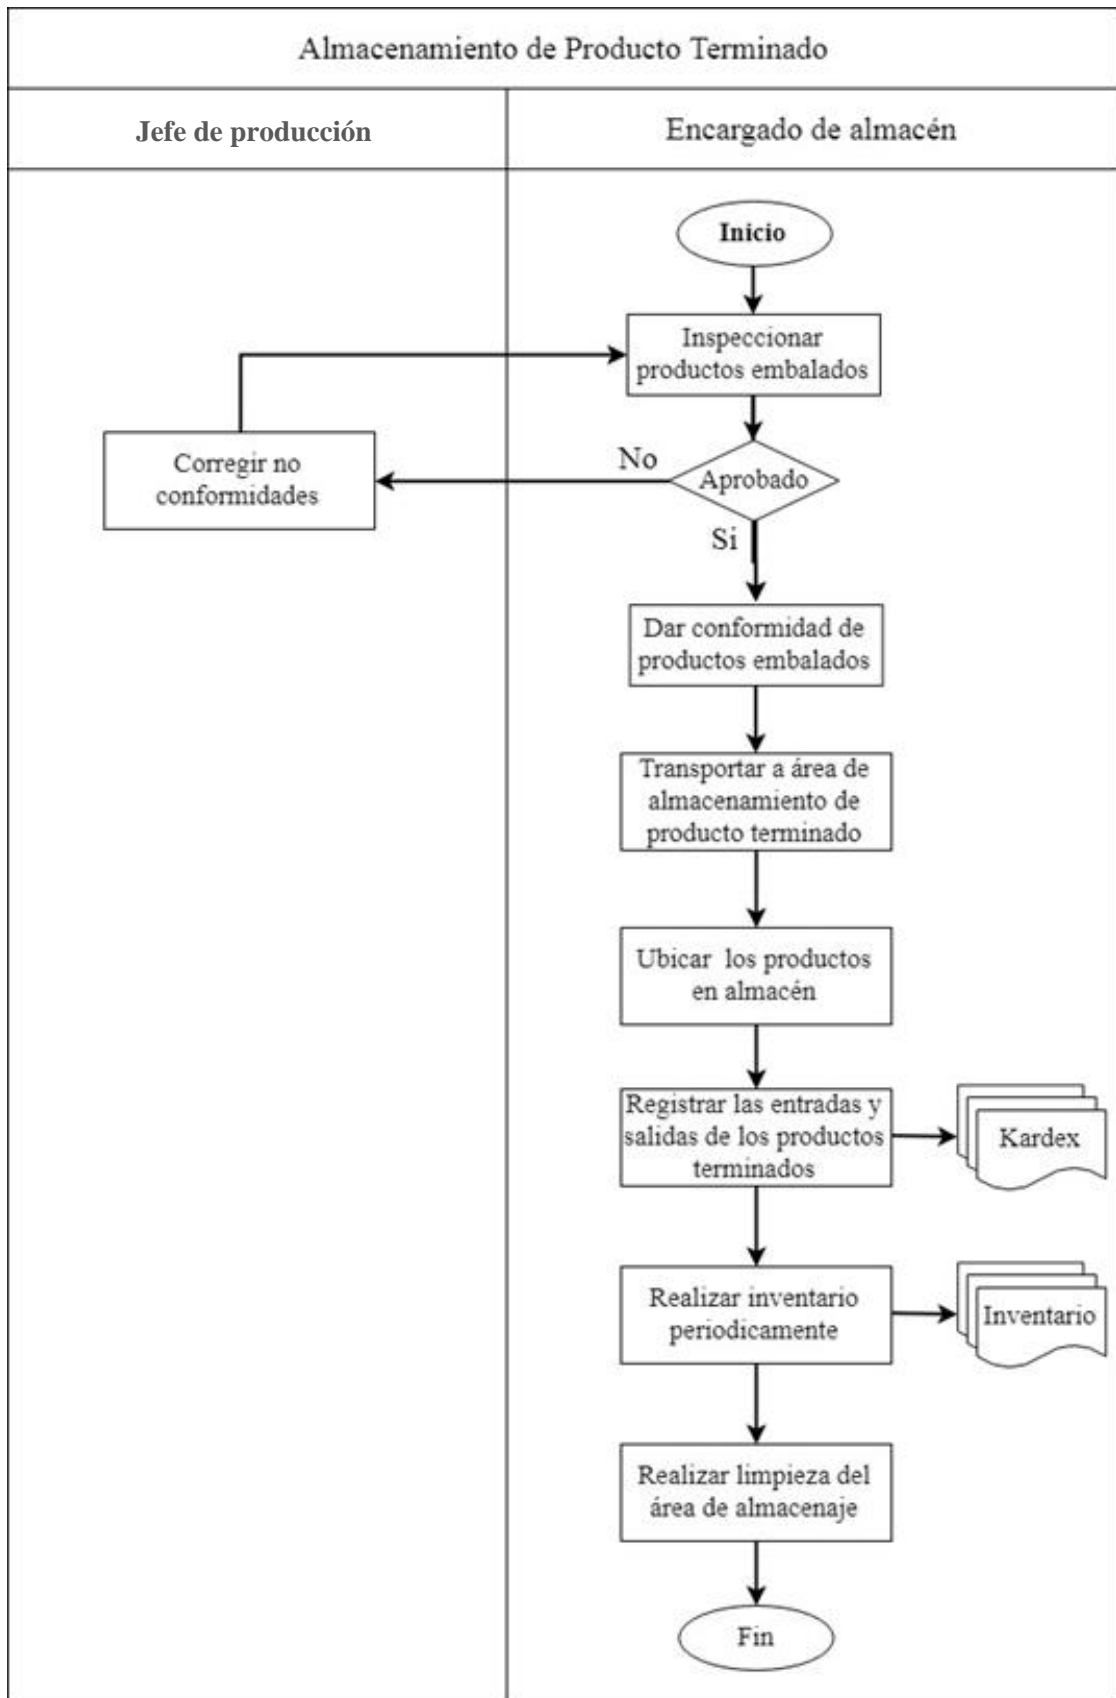 Almacenamiento de Producto Terminado
Jefe de producción
Encargado de almacén
Inicio
Inspeccionar
productos embalados
Corregir no
conformidades
No
Aprobado
Si
Dar conformidad de
productos embalados
Transportar a área de
almacenamiento de
producto terminado
Ubicar los productos
en almacén
Registrar las entradas y
salidas de los productos
terminados
Kardex
Realizar inventario
periodicamente
Inventario
Realizar limpieza del
área de almacenaje
Fin